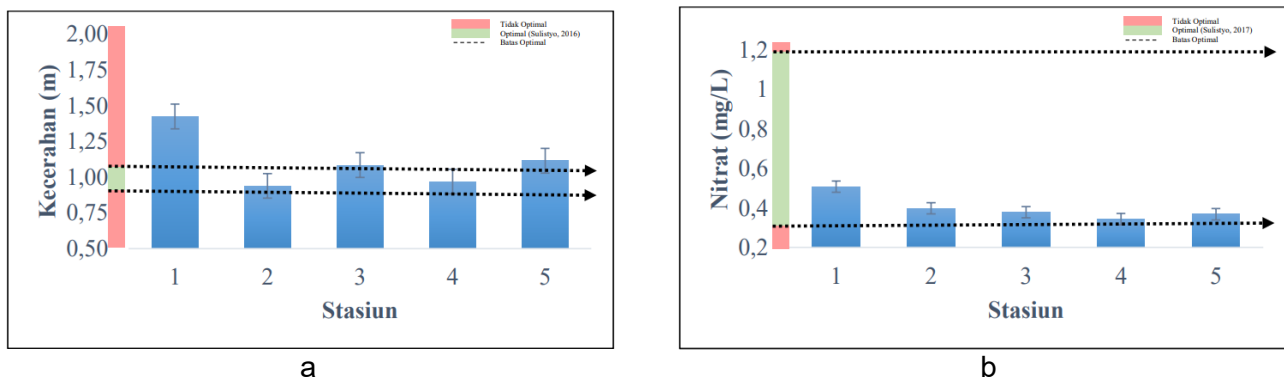 Tidak Optimal
Optimal (Sulistyo, 2016)
Batas Optimal
Kecerahan (m)
2,00
1,75
1,50
1,25
1,00
0,75
0,50
1 2 3 4 5
Stasiun
a
Tidak Optimal
Optimal (Sulistyo, 2017)
Batas Optimal
Nitrat (mg/L)
1,2
1
0,8
0,6
0,4
0,2
1 2 3 4 5
Stasiun
b